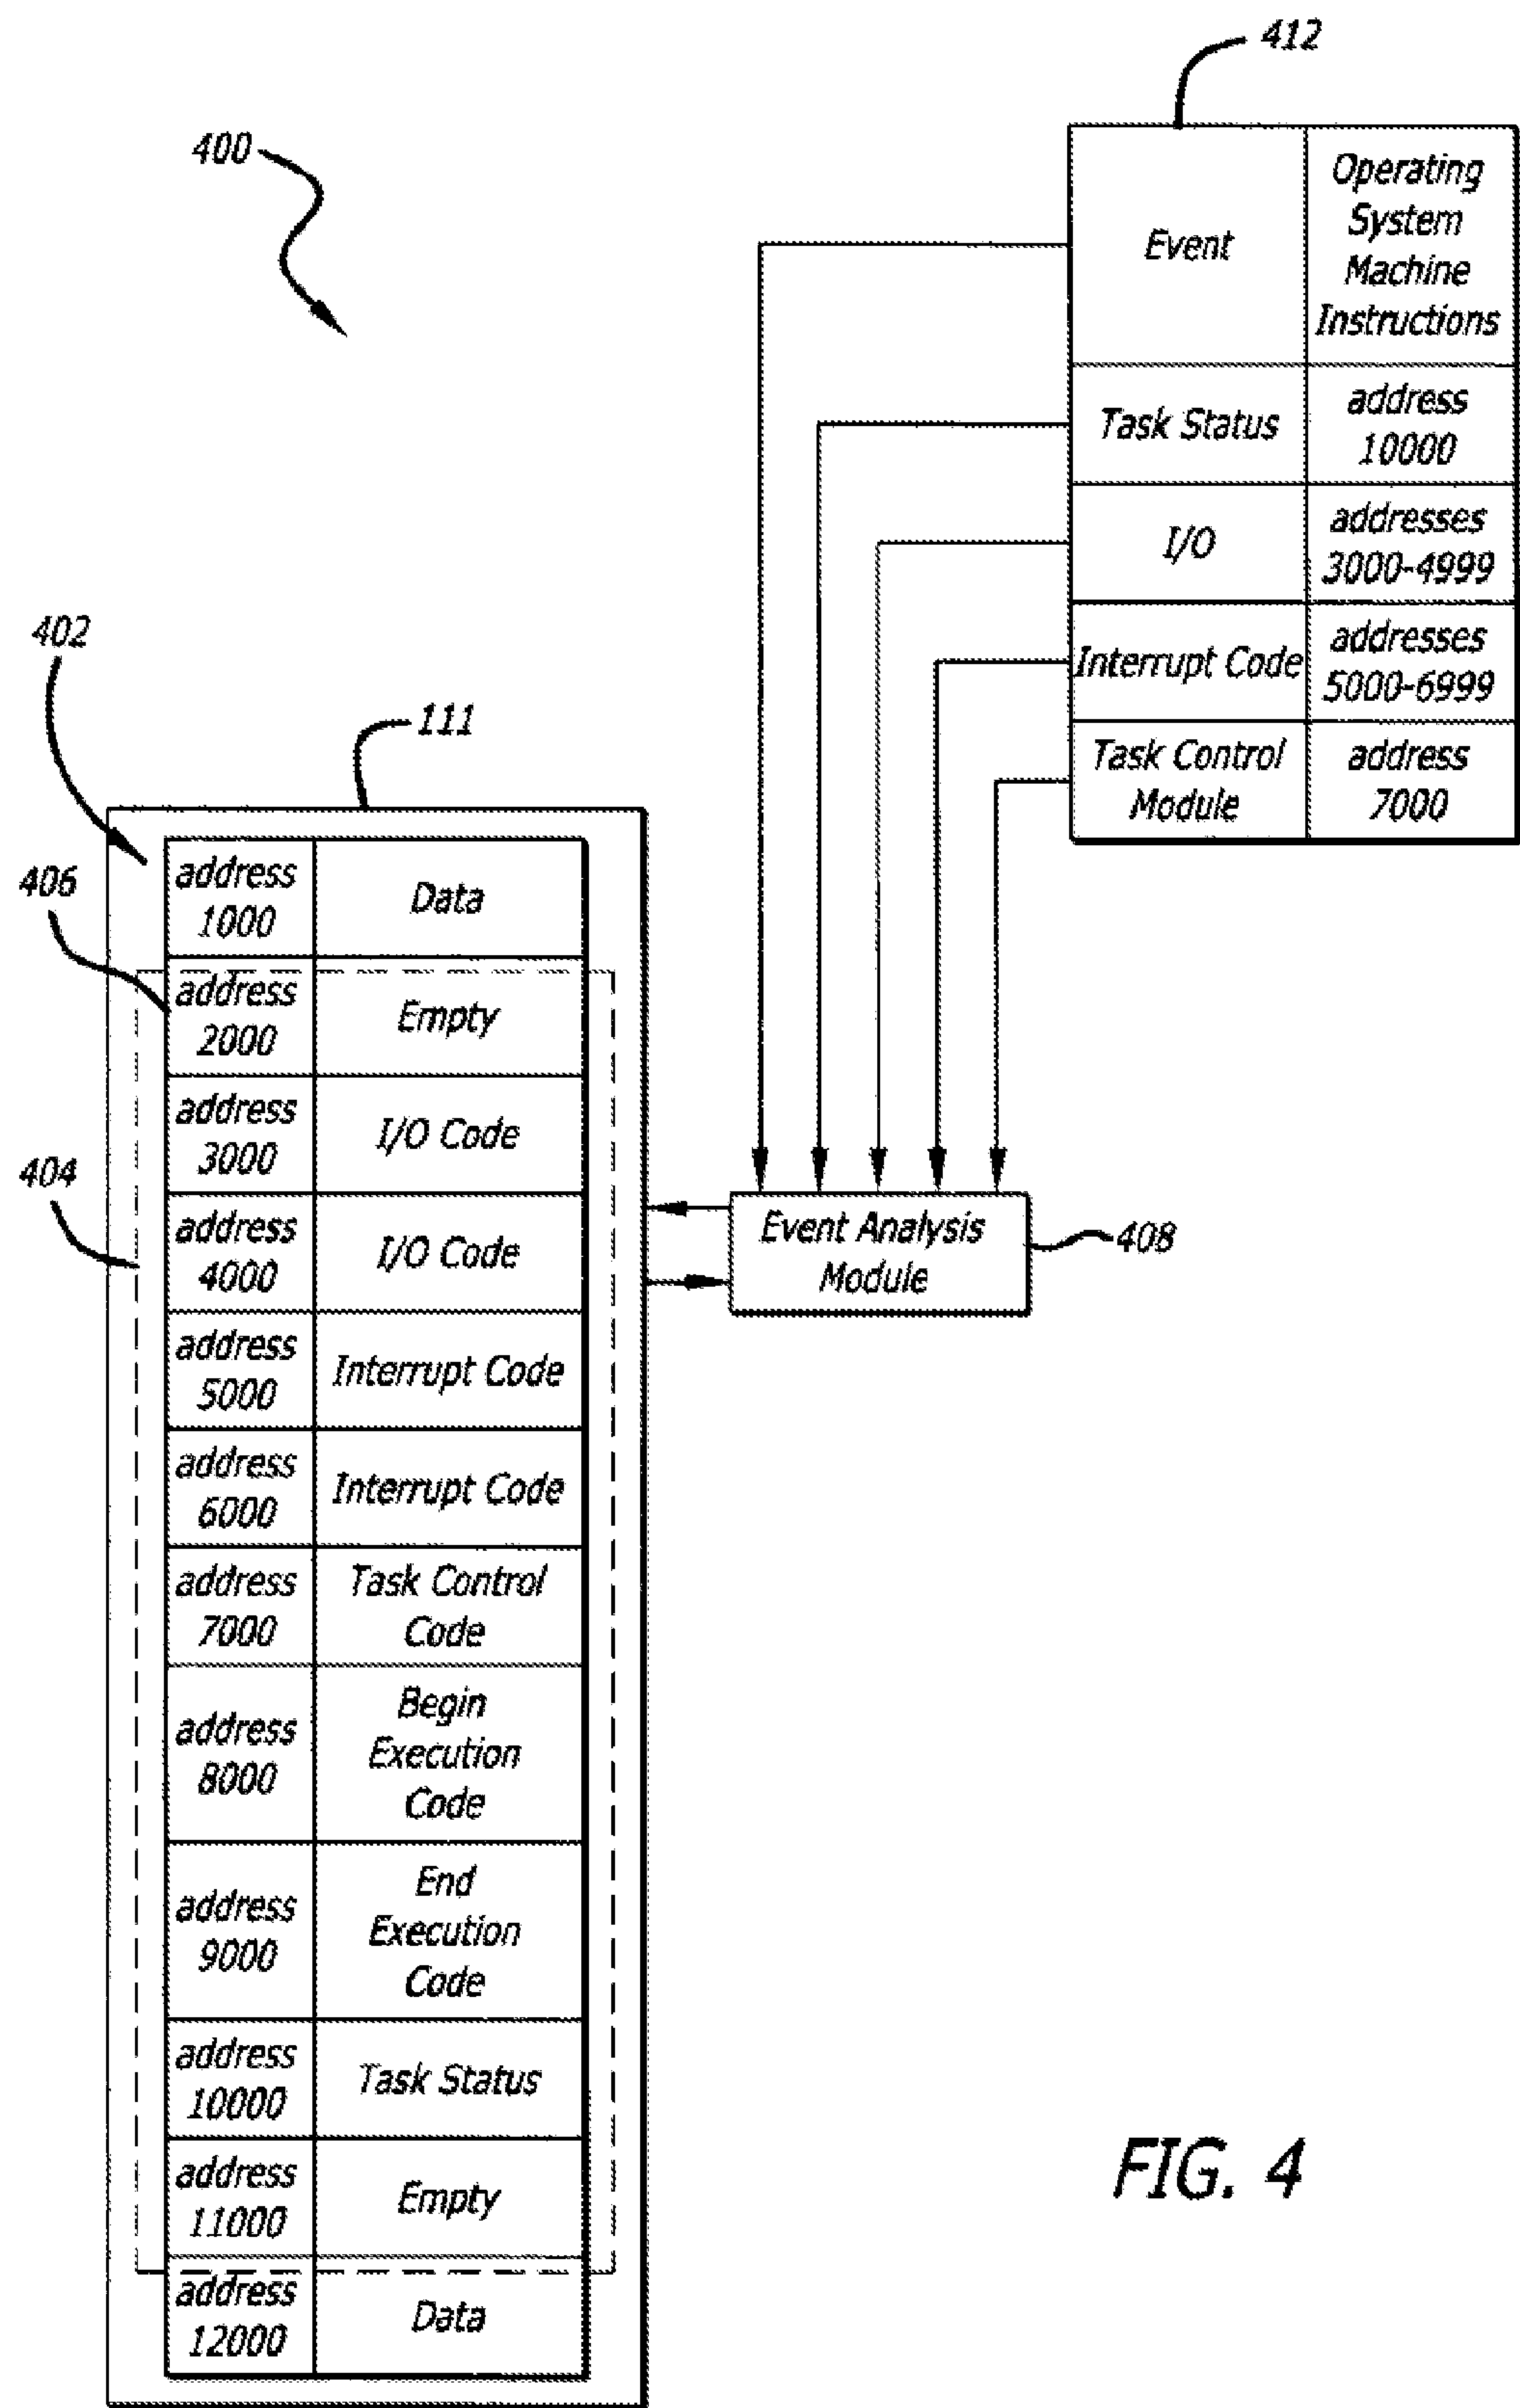 412
400
Event
Operating
System
Machine
Instructions
Task Status
address
10000
I/O
addresses
3000-4999
Interrupt Code
addresses
5000-6999
Task Control
Module
address
7000
402
111
406
404
address
1000
Data
address
2000
Empty
address
3000
I/O Code
address
4000
I/O Code
address
5000
Interrupt Code
address
6000
Interrupt Code
address
7000
Task Control
Code
address
8000
Begin
Execution
Code
address
9000
End
Execution
Code
address
10000
Task Status
address
11000
Empty
address
12000
Data
Event Analysis
Module
408
FIG. 4